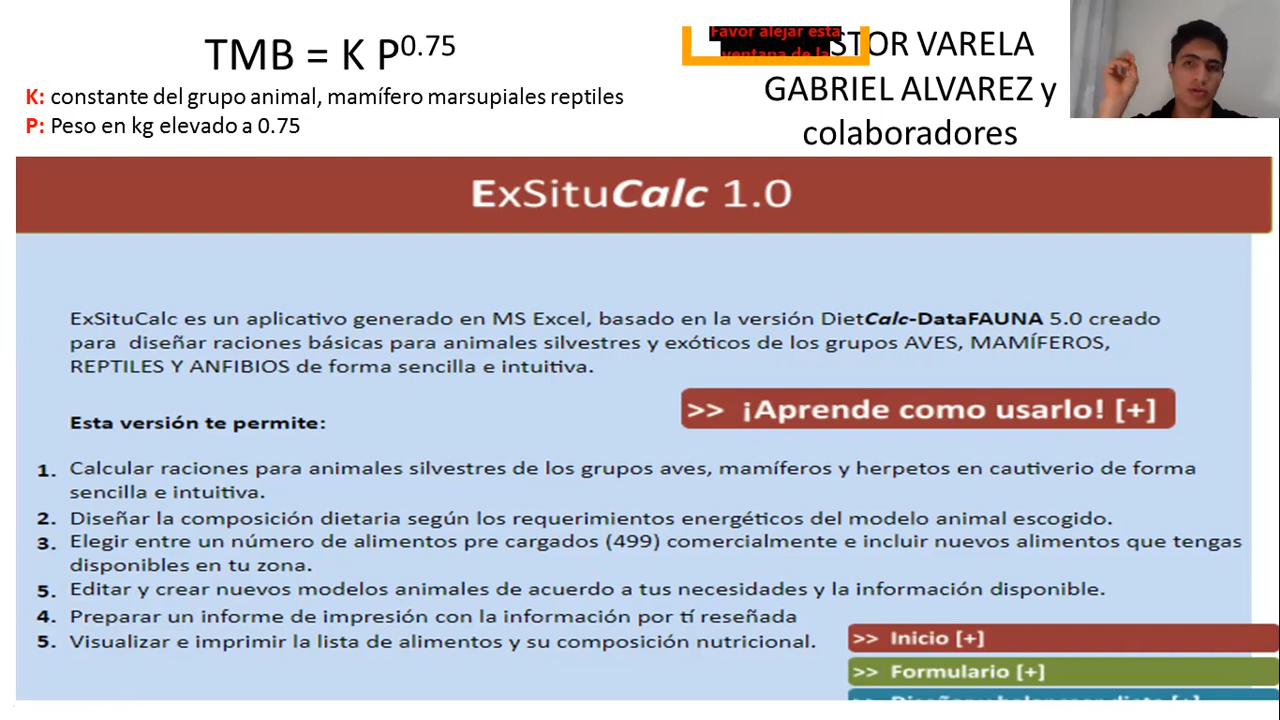 TMB = K P0.75
K: constante del grupo animal, mamífero marsupiales reptiles
P: Peso en kg elevado a 0.75
Favor alejar esta
ventana de la
STOR VARELA
GABRIEL ALVAREZ y
colaboradores
ExSituCalc 1.0
ExSituCalc es un aplicativo generado en MS Excel, basado en la versión DietCalc-DataFAUNA 5.0 creado
para diseñar raciones básicas para animales silvestres y exóticos de los grupos AVES, MAMÍFEROS,
REPTILES Y ANFIBIOS de forma sencilla e intuitiva.
>> ¡Aprende como usarlo! [+]
Esta versión te permite:
1. Calcular raciones para animales silvestres de los grupos aves, mamíferos y herpetos en cautiverio de forma
sencilla e intuitiva.
2. Diseñar la composición dietaria según los requerimientos energéticos del modelo animal escogido.
3. Elegir entre un número de alimentos pre cargados (499) comercialmente e incluir nuevos alimentos que tengas
disponibles en tu zona.
5. Editar y crear nuevos modelos animales de acuerdo a tus necesidades y la información disponible.
4. Preparar un informe de impresión con la información por tí reseñada
5. Visualizar e imprimir la lista de alimentos y su composición nutricional.
>> Inicio [+]
>> Formulario [+]